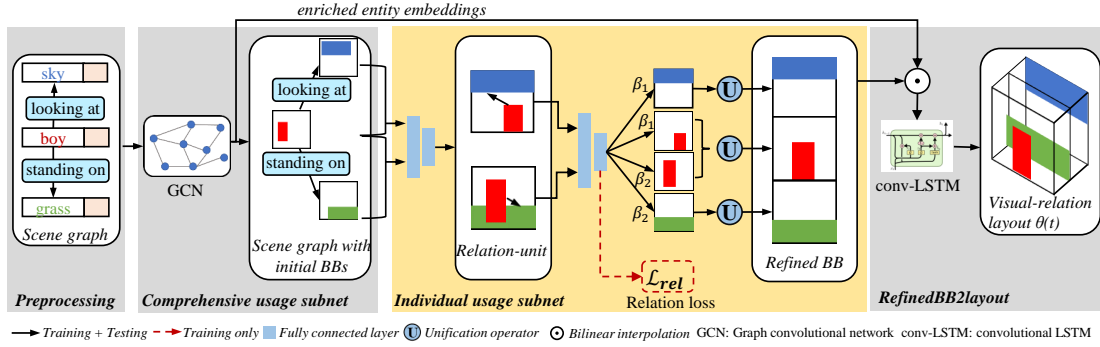 enriched entity embeddings
sky
looking at
boy
standing on
grass
Scene graph
Preprocessing
GCN
looking at
standing on
Scene graph with
initial BBs
Comprehensive usage subnet
Relation-unit
Individual usage subnet
β1
β1
β2
β2
U
U
U
ℒrel
Relation loss
Refined BB
conv-LSTM
Visual-relation
layout θ(t)
RefinedBB2layout
Training + Testing
Training only
Fully connected layer
U Unification operator
Bilinear interpolation
GCN: Graph convolutional network
conv-LSTM: convolutional LSTM